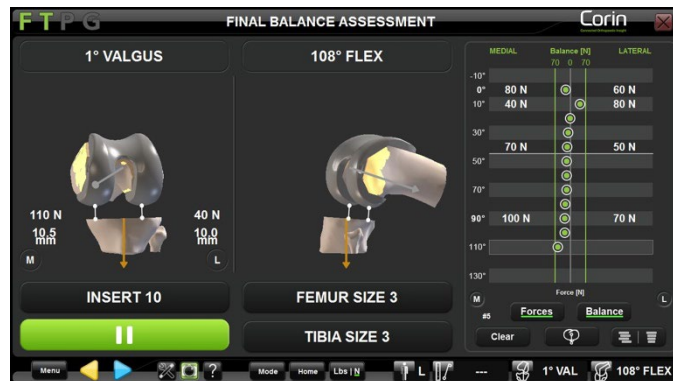 FTPG
FINAL BALANCE ASSESSMENT
Corin
1° VALGUS
108° FLEX
MEDIAL
Balance [N]
LATERAL
70 0 70
-10°
0° 80 N 60 N
10° 40 N 80 N
30°
70 N 50 N
50°
70°
90° 100 N 70 N
110°
130°
110 N
10.5
mm
40 N
10.0
mm
M
L
INSERT 10
FEMUR SIZE 3
TIBIA SIZE 3
Force [N]
M
L
#5
Forces
Balance
Clear
Menu
?
Mode
Home
Lbs | N
L
---
1° VAL
108° FLEX